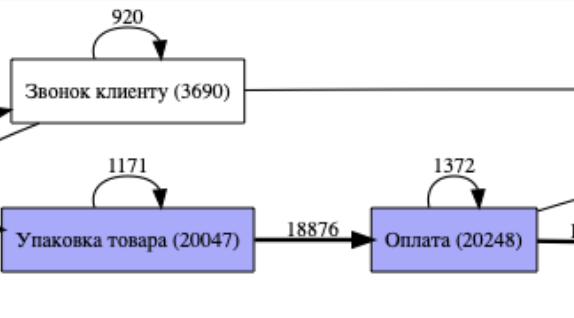 920
Звонок клиенту (3690)
1171
1372
Упаковка товара (20047)
18876
Оплата (20248)